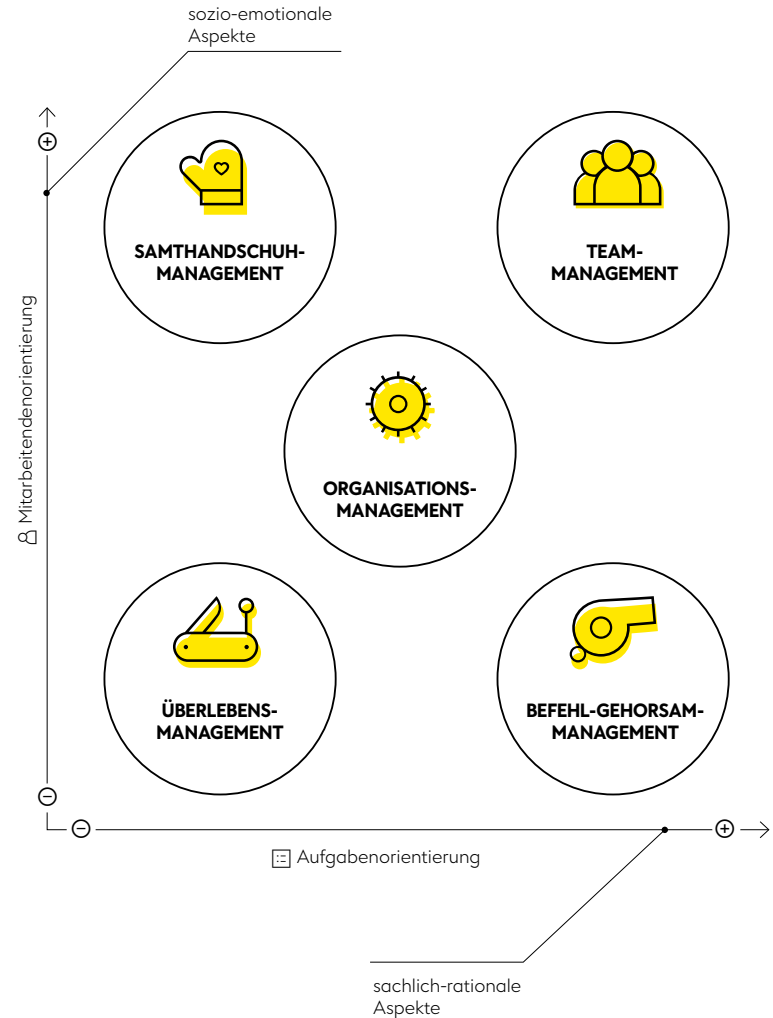 sozio-emotionale
Aspekte
SAMTHANDSCHUH-
MANAGEMENT
TEAM-
MANAGEMENT
Mitarbeitendenorientierung
ORGANISATIONS-
MANAGEMENT
ÜBERLEBENS-
MANAGEMENT
BEFEHL-GEHORSAM-
MANAGEMENT
Aufgabenorientierung
sachlich-rationale
Aspekte